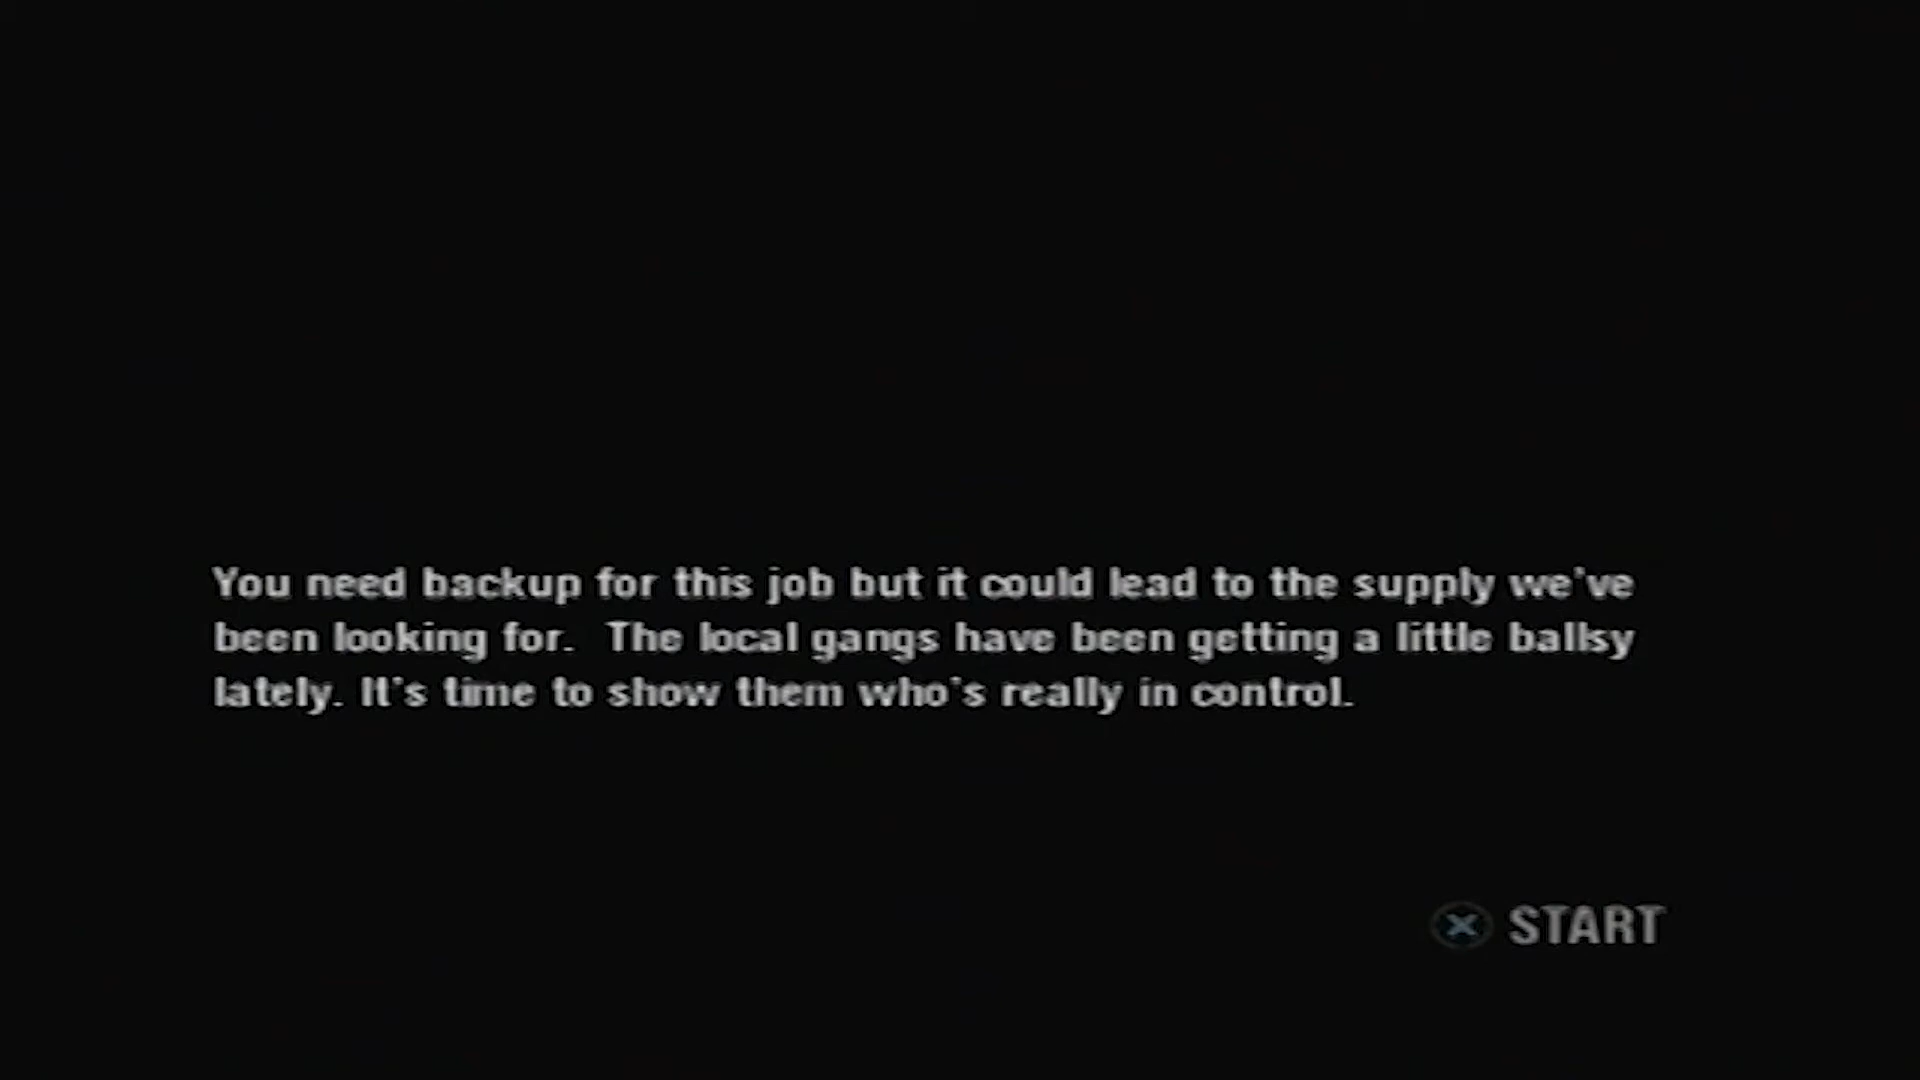 You need backup for this job but it could lead to the supply we've
been looking for.  The local gangs have been getting a little ballsy
lately. It's time to show them who's really in control.
START